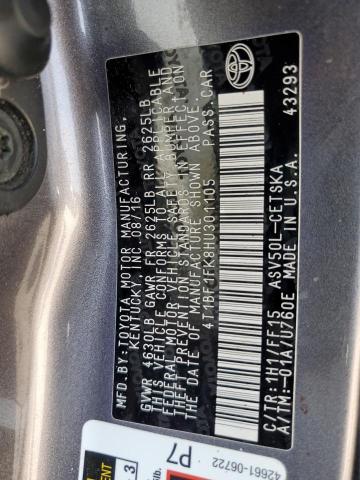 MFD. BY: TOYOTA MOTOR MANUFACTURING,
KENTUCKY, INC. 08/16
GVWR 4630LB GAWR FR 2625LB RR 2625LB
THIS VEHICLE CONFORMS TO ALL APPLICABLE
FEDERAL MOTOR VEHICLE SAFETY, BUMPER, AND
THEFT PREVENTION STANDARDS IN EFFECT ON
THE DATE OF MANUFACTURE SHOWN ABOVE.
PASS. CAR
C/TR:1H1/FF15 ASV50L-CETSKA
A/TM:-01A/U760E MADE IN U.S.A.
43293
42661-06722
P7